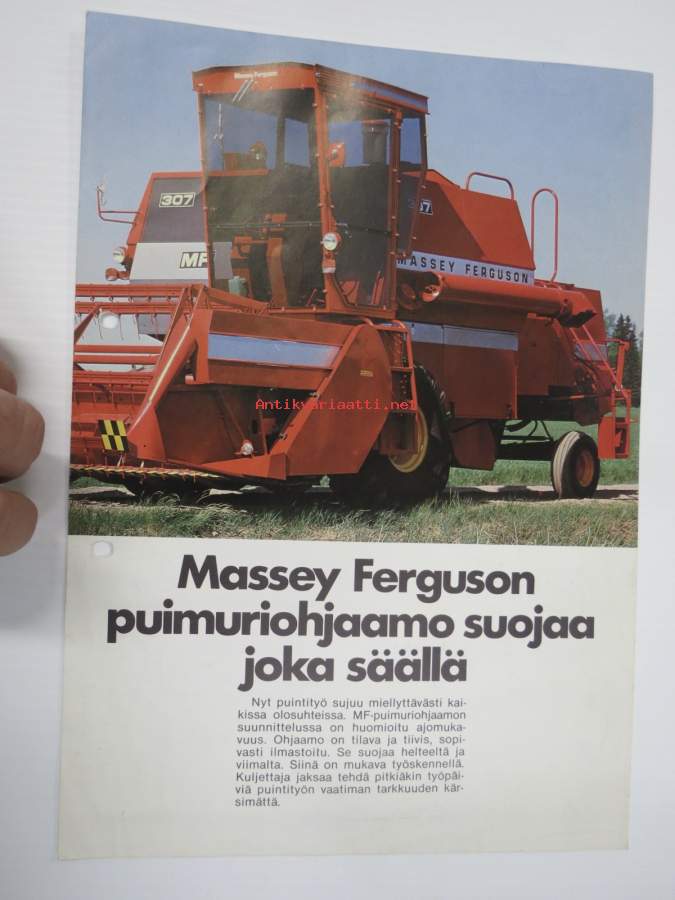 Massey Ferguson
307
37
MF
MASSEY FERGUSON
Antikvariaatti.net
Massey Ferguson
puimuriohjaamo suojaa
joka säällä
Nyt puintityö sujuu miellyttävästi kai-
kissa olosuhteissa. MF-puimuriohjaamon
suunnittelussa on huomioitu ajomuka-
vuus. Ohjaamo on tilava ja tiivis, sopi-
vasti ilmastoitu. Se suojaa helteeltä ja
viimalta. Siinä on mukava työskennellä.
Kuljettaja jaksaa tehdä pitkiäkin työpäi-
viä puintityön vaatiman tarkkuuden kär-
simättä.